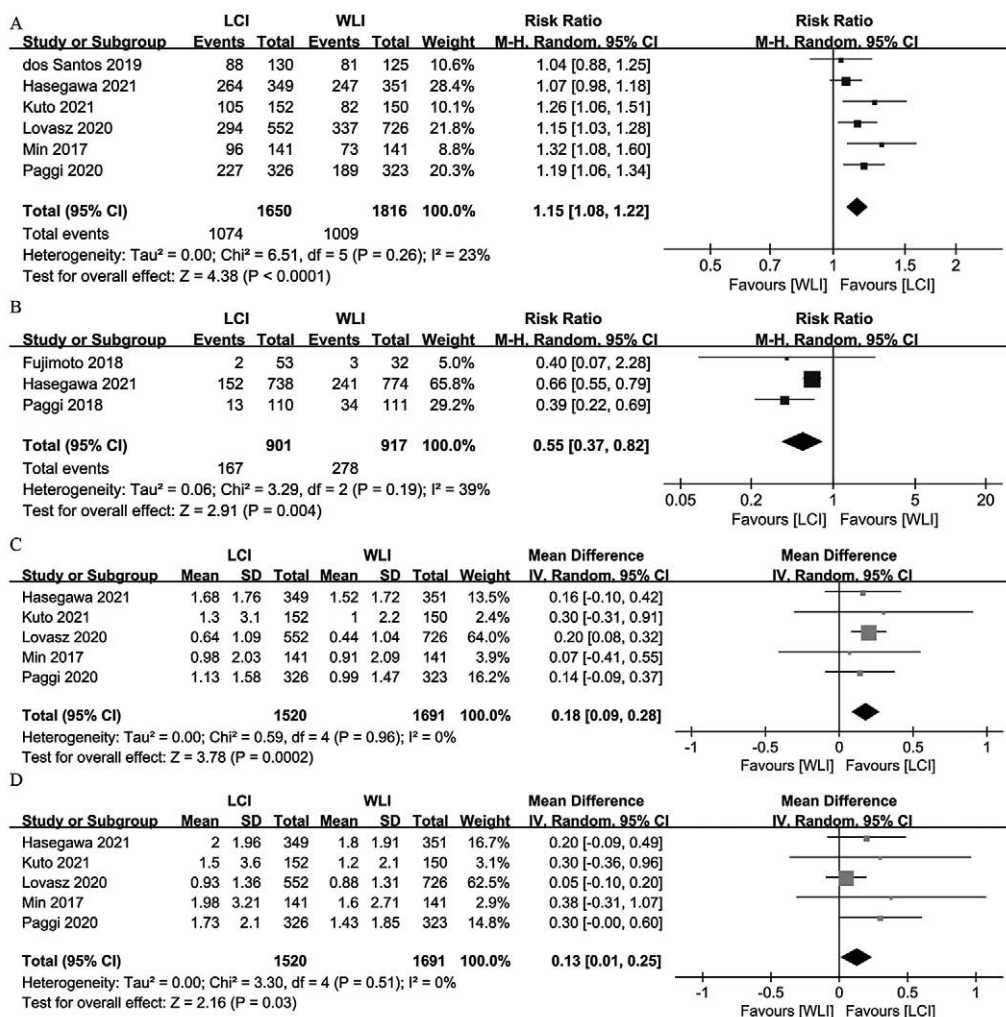 A
LCI WLI Risk Ratio Risk Ratio
Study or Subgroup Events Total Events Total Weight M-H, Random, 95% CI M-H, Random, 95% CI
dos Santos 2019 88 130 81 125 10.6% 1.04 [0.88, 1.25]
Hasegawa 2021 264 349 247 351 28.4% 1.07 [0.98, 1.18]
Kuto 2021 105 152 82 150 10.1% 1.26 [1.06, 1.51]
Lovasz 2020 294 552 337 726 21.8% 1.15 [1.03, 1.28]
Min 2017 96 141 73 141 8.8% 1.32 [1.08, 1.60]
Paggi 2020 227 326 189 323 20.3% 1.19 [1.06, 1.34]
Total (95% CI) 1650 1816 100.0% 1.15 [1.08, 1.22]
Total events 1074 1009
Heterogeneity: Tau² = 0.00; Chi² = 6.51, df = 5 (P = 0.26); I² = 23%
Test for overall effect: Z = 4.38 (P < 0.0001)
0.5 0.7 1 1.5 2
Favours [WLI] Favours [LCI]
B
LCI WLI Risk Ratio Risk Ratio
Study or Subgroup Events Total Events Total Weight M-H, Random, 95% CI M-H, Random, 95% CI
Fujimoto 2018 2 53 3 32 5.0% 0.40 [0.07, 2.28]
Hasegawa 2021 152 738 241 774 65.8% 0.66 [0.55, 0.79]
Paggi 2018 13 110 34 111 29.2% 0.39 [0.22, 0.69]
Total (95% CI) 901 917 100.0% 0.55 [0.37, 0.82]
Total events 167 278
Heterogeneity: Tau² = 0.06; Chi² = 3.29, df = 2 (P = 0.19); I² = 39%
Test for overall effect: Z = 2.91 (P = 0.004)
0.05 0.2 1 5 20
Favours [LCI] Favours [WLI]
C
LCI WLI Mean Difference Mean Difference
Study or Subgroup Mean SD Total Mean SD Total Weight IV, Random, 95% CI IV, Random, 95% CI
Hasegawa 2021 1.68 1.76 349 1.52 1.72 351 13.5% 0.16 [-0.10, 0.42]
Kuto 2021 1.3 3.1 152 1 2.2 150 2.4% 0.30 [-0.31, 0.91]
Lovasz 2020 0.64 1.09 552 0.44 1.04 726 64.0% 0.20 [0.08, 0.32]
Min 2017 0.98 2.03 141 0.91 2.09 141 3.9% 0.07 [-0.41, 0.55]
Paggi 2020 1.13 1.58 326 0.99 1.47 323 16.2% 0.14 [-0.09, 0.37]
Total (95% CI) 1520 1691 100.0% 0.18 [0.09, 0.28]
Heterogeneity: Tau² = 0.00; Chi² = 0.59, df = 4 (P = 0.96); I² = 0%
Test for overall effect: Z = 3.78 (P = 0.0002)
-1 -0.5 0 0.5 1
Favours [WLI] Favours [LCI]
D
LCI WLI Mean Difference Mean Difference
Study or Subgroup Mean SD Total Mean SD Total Weight IV, Random, 95% CI IV, Random, 95% CI
Hasegawa 2021 2 1.96 349 1.8 1.91 351 16.7% 0.20 [-0.09, 0.49]
Kuto 2021 1.5 3.6 152 1.2 2.1 150 3.1% 0.30 [-0.36, 0.96]
Lovasz 2020 0.93 1.36 552 0.88 1.31 726 62.5% 0.05 [-0.10, 0.20]
Min 2017 1.98 3.21 141 1.6 2.71 141 2.9% 0.38 [-0.31, 1.07]
Paggi 2020 1.73 2.1 326 1.43 1.85 323 14.8% 0.30 [-0.00, 0.60]
Total (95% CI) 1520 1691 100.0% 0.13 [0.01, 0.25]
Heterogeneity: Tau² = 0.00; Chi² = 3.30, df = 4 (P = 0.51); I² = 0%
Test for overall effect: Z = 2.16 (P = 0.03)
-1 -0.5 0 0.5 1
Favours [WLI] Favours [LCI]